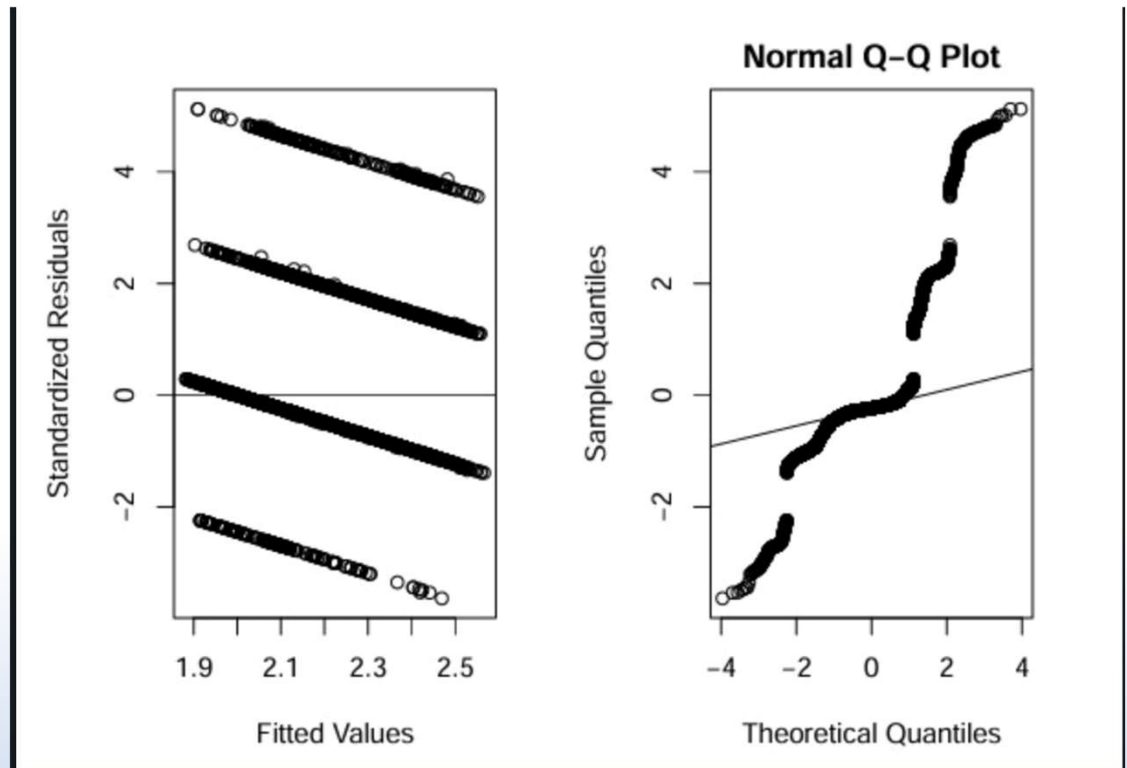 Normal Q–Q Plot
Standardized Residuals
4
2
0
−2
1.9 2.1 2.3 2.5
Fitted Values
Sample Quantiles
4
2
0
−2
−4 −2 0 2 4
Theoretical Quantiles